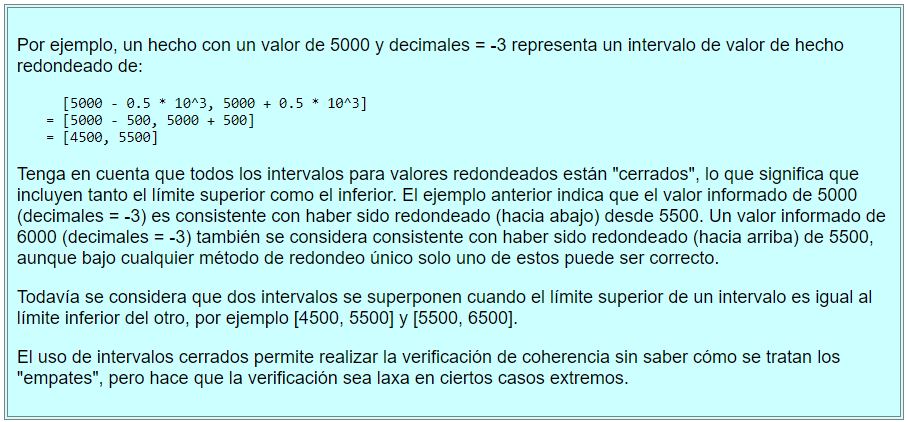 Por ejemplo, un hecho con un valor de 5000 y decimales = -3 representa un intervalo de valor de hecho
redondeado de:
[5000 - 0.5 * 10^3, 5000 + 0.5 * 10^3]
= [5000 - 500, 5000 + 500]
= [4500, 5500]
Tenga en cuenta que todos los intervalos para valores redondeados están "cerrados", lo que significa que
incluyen tanto el límite superior como el inferior. El ejemplo anterior indica que el valor informado de 5000
(decimales = -3) es consistente con haber sido redondeado (hacia abajo) desde 5500. Un valor informado de
6000 (decimales = -3) también se considera consistente con haber sido redondeado (hacia arriba) de 5500,
aunque bajo cualquier método de redondeo único solo uno de estos puede ser correcto.
Todavía se considera que dos intervalos se superponen cuando el límite superior de un intervalo es igual al
límite inferior del otro, por ejemplo [4500, 5500] y [5500, 6500].
El uso de intervalos cerrados permite realizar la verificación de coherencia sin saber cómo se tratan los
"empates", pero hace que la verificación sea laxa en ciertos casos extremos.